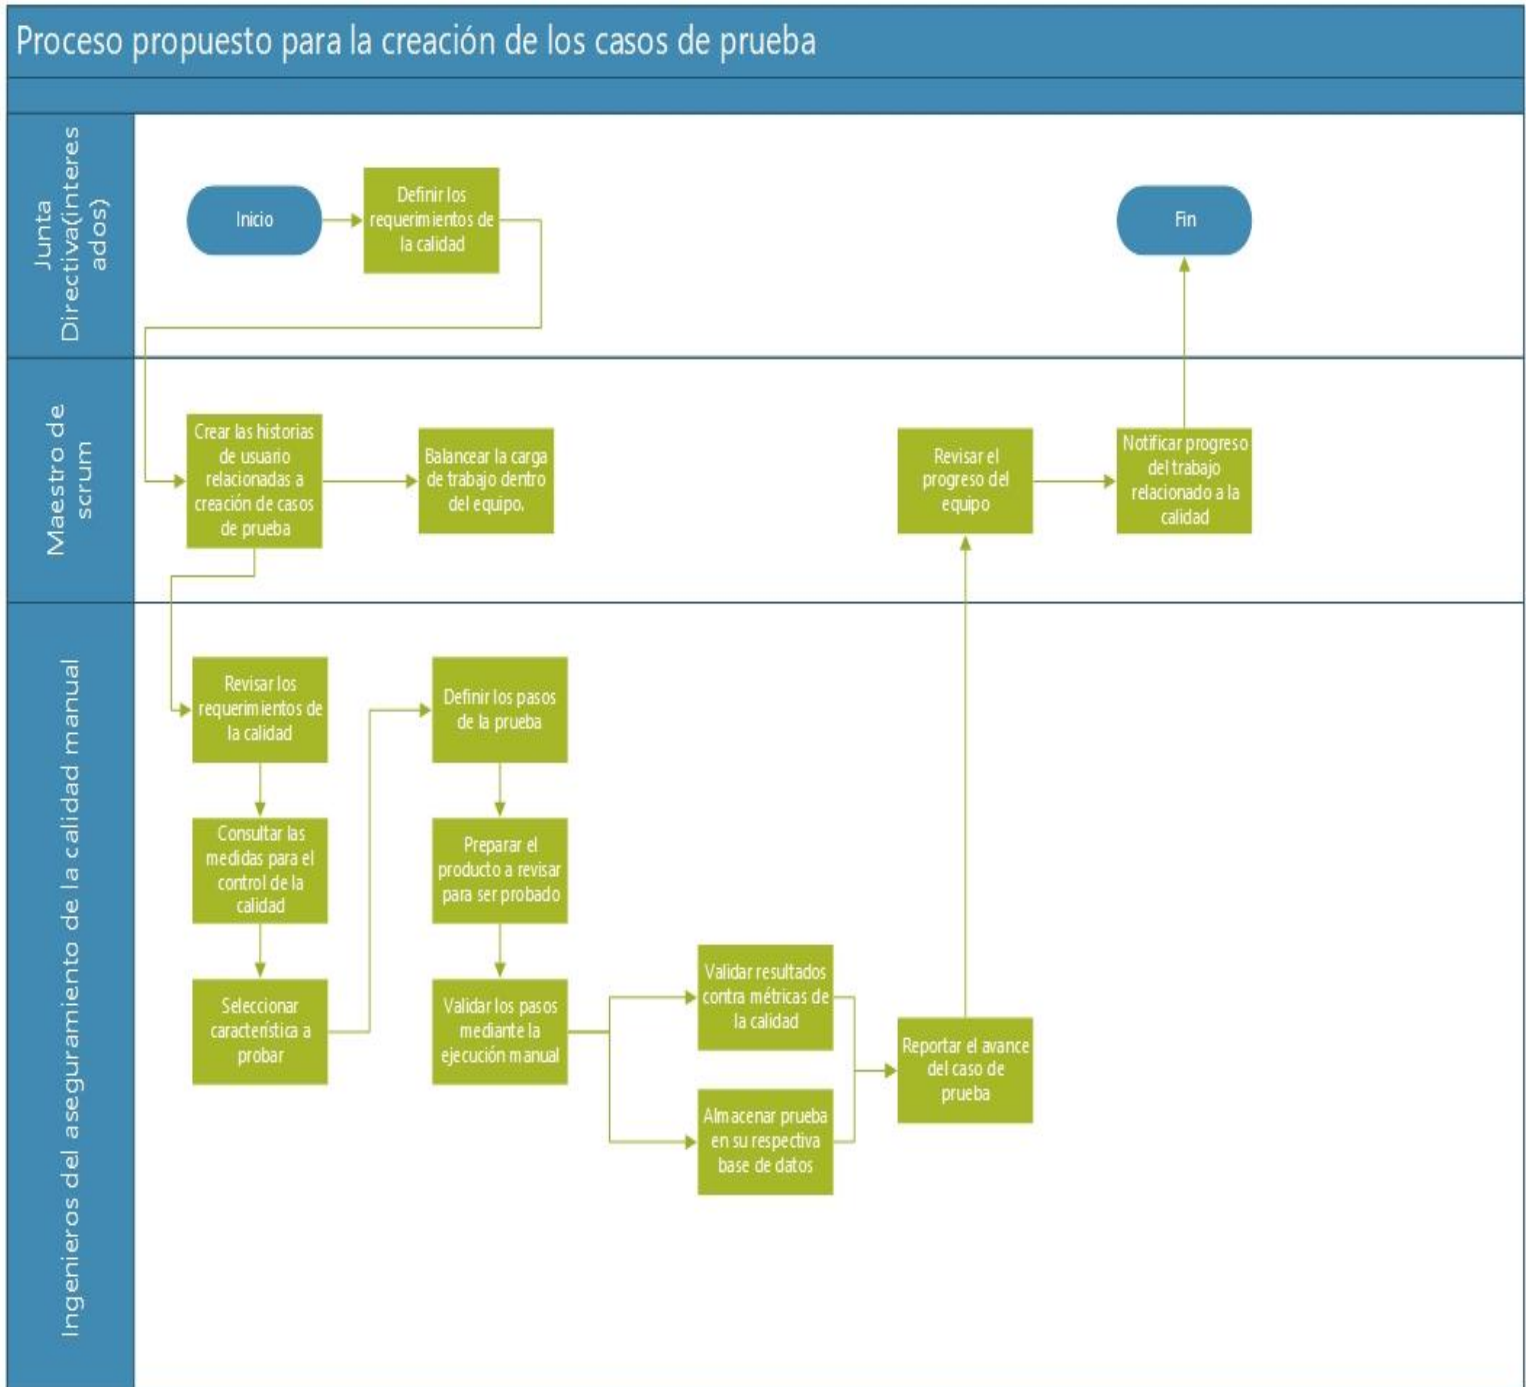 Proceso propuesto para la creación de los casos de prueba
Junta
Directiva(interes
ados)
Inicio
Definir los
requerimientos de
la calidad
Fin
Maestro de
scrum
Crear las historias
de usuario
relacionadas a
creación de casos
de prueba
Balancear la carga
de trabajo dentro
del equipo.
Revisar el
progreso del
equipo
Notificar progreso
del trabajo
relacionado a la
calidad
Ingenieros del aseguramiento de la calidad manual
Revisar los
requerimientos de
la calidad
Consultar las
medidas para el
control de la
calidad
Seleccionar
característica a
probar
Definir los pasos
de la prueba
Preparar el
producto a revisar
para ser probado
Validar los pasos
mediante la
ejecución manual
Validar resultados
contra métricas de
la calidad
Almacenar prueba
en su respectiva
base de datos
Reportar el avance
del caso de
prueba